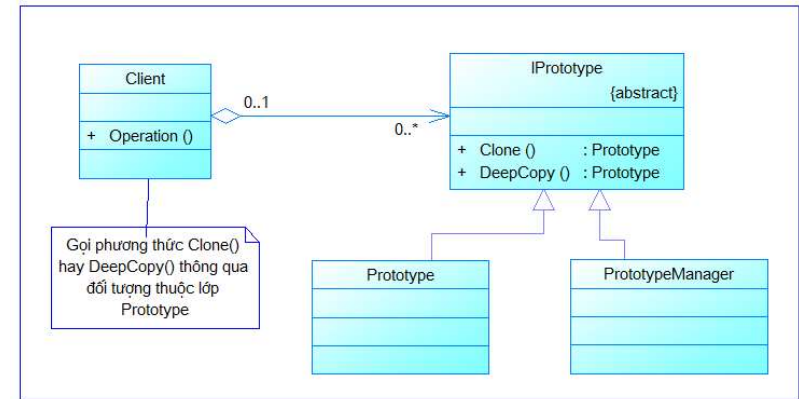 Client
+ Operation ()
0..1
0..*
IPrototype
{abstract}
+ Clone () : Prototype
+ DeepCopy () : Prototype
Gọi phương thức Clone()
hay DeepCopy() thông qua
đối tượng thuộc lớp
Prototype
Prototype
PrototypeManager